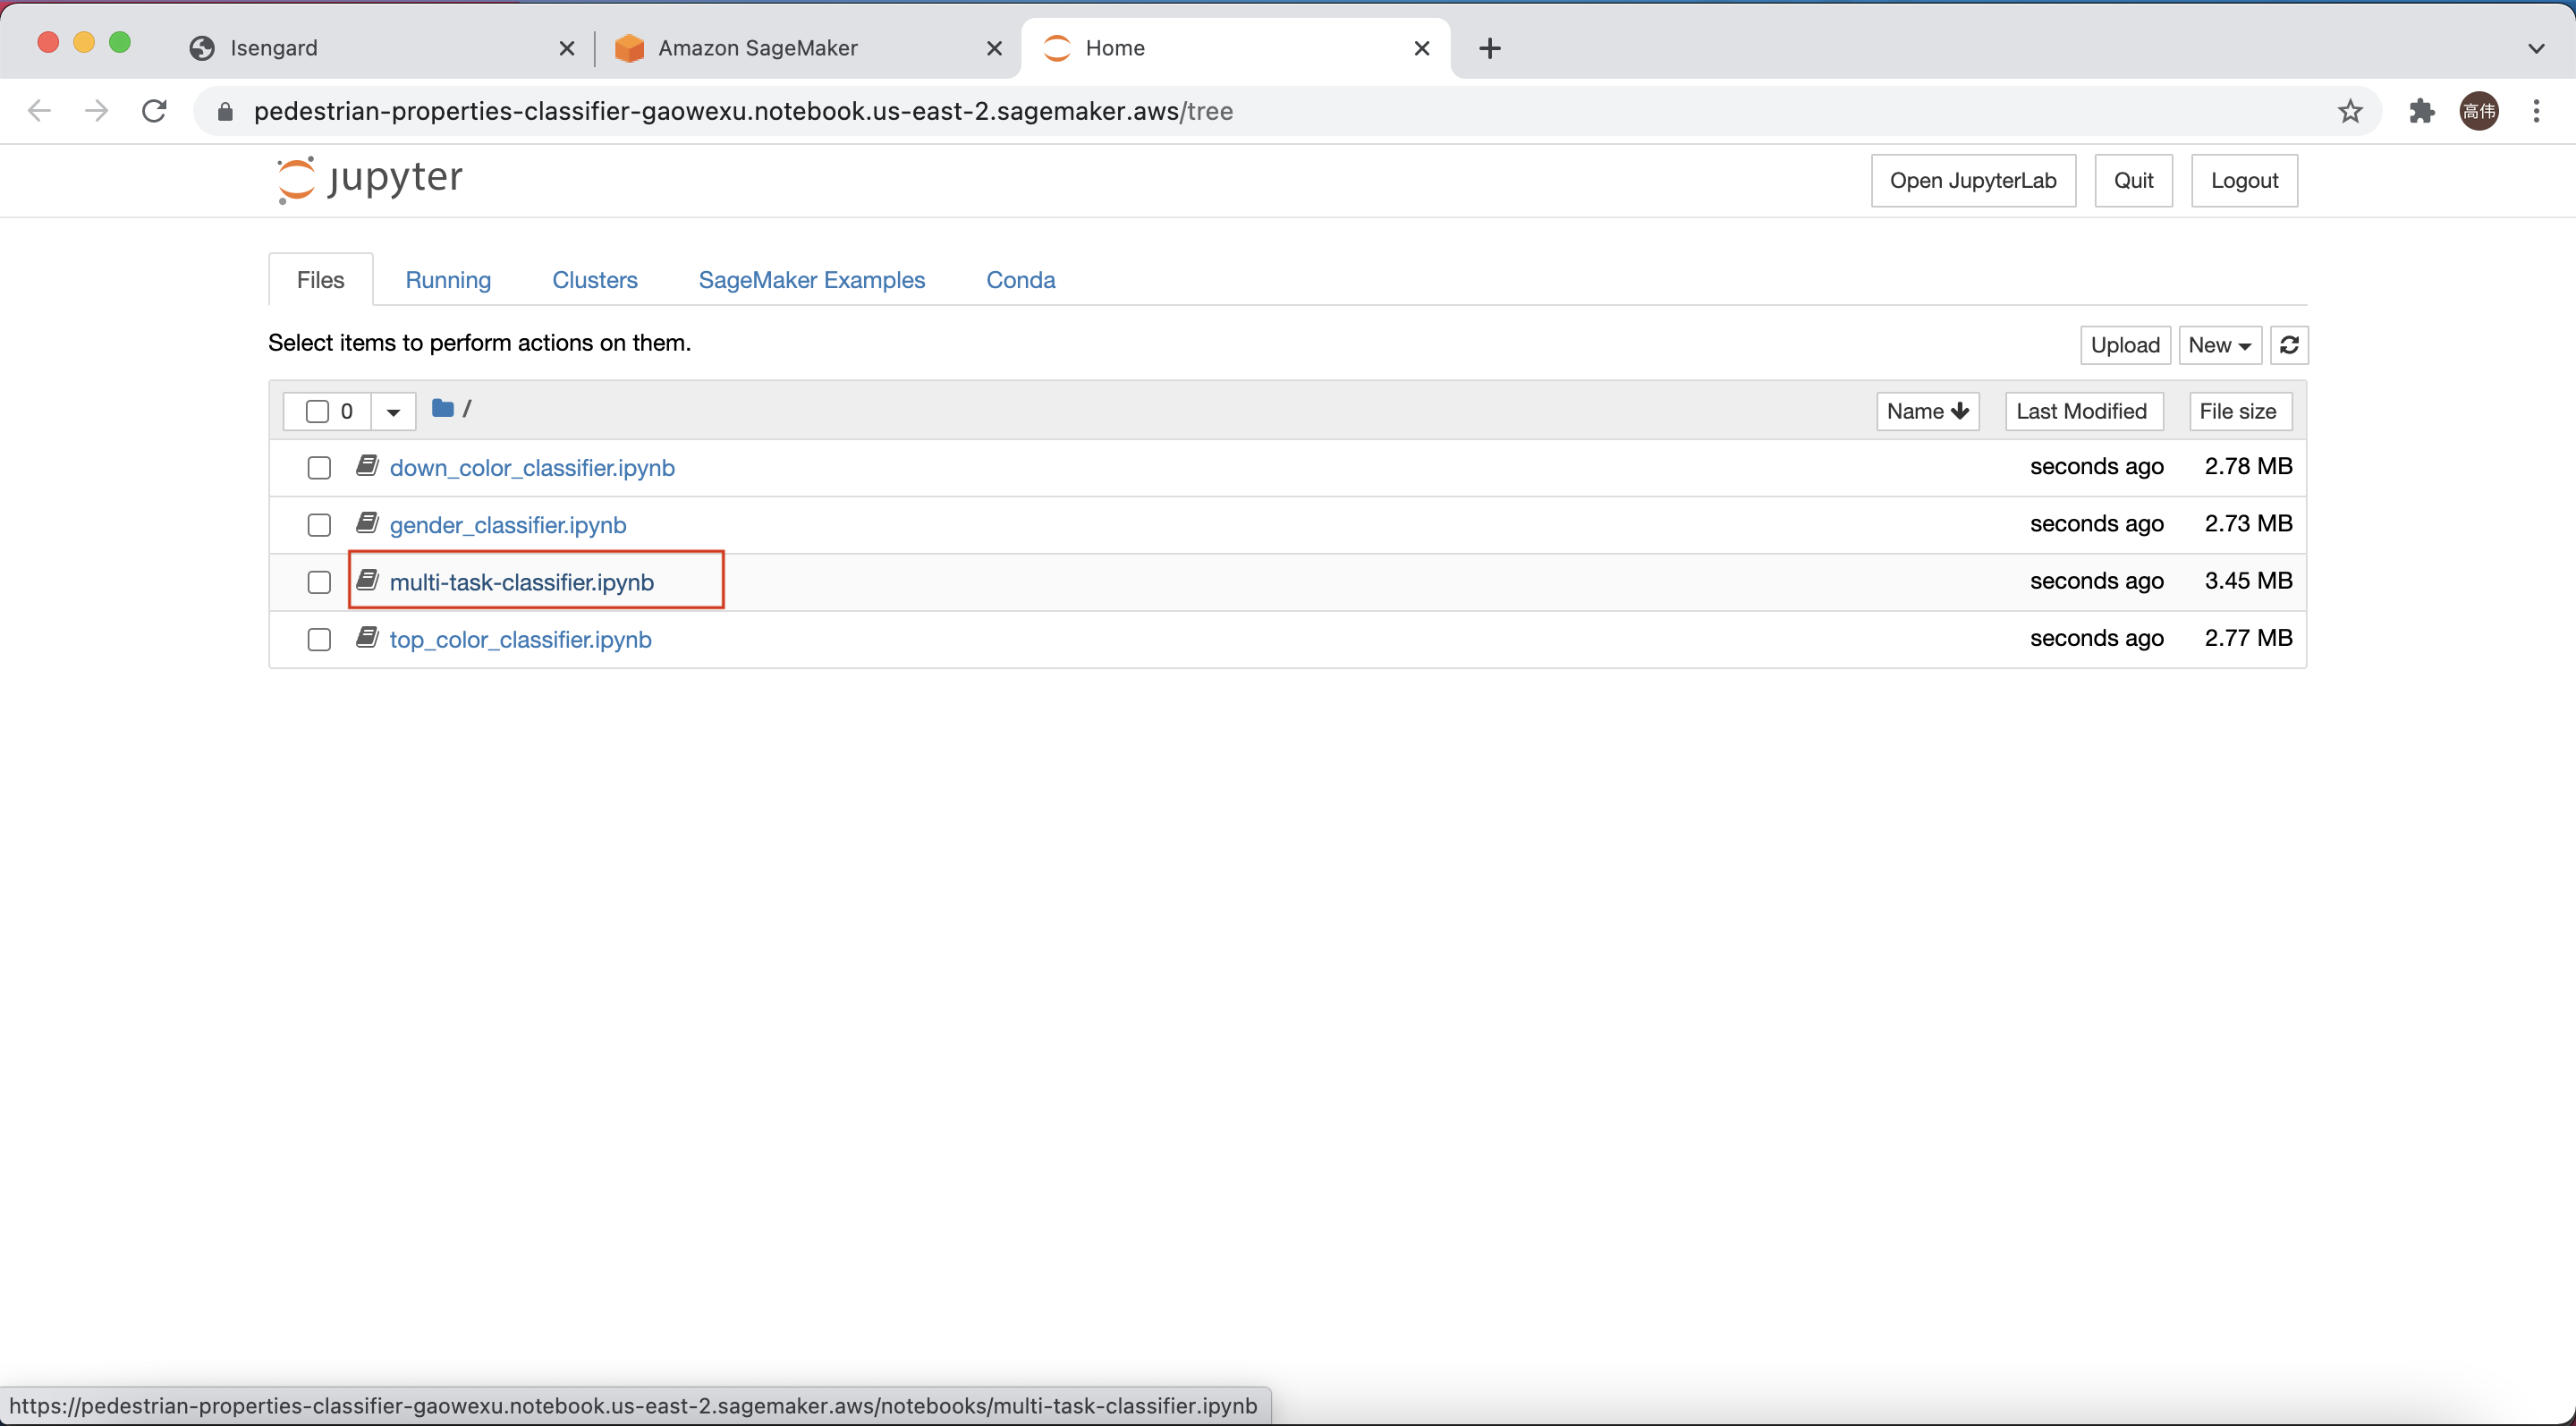 Isengard
Amazon SageMaker
Home
pedestrian-properties-classifier-gaowexu.notebook.us-east-2.sagemaker.aws/tree
高伟
jupyter
Open JupyterLab
Quit
Logout
Files
Running
Clusters
SageMaker Examples
Conda
Select items to perform actions on them.
Upload
New
0
/
Name
Last Modified
File size
down_color_classifier.ipynb seconds ago 2.78 MB
gender_classifier.ipynb seconds ago 2.73 MB
multi-task-classifier.ipynb seconds ago 3.45 MB
top_color_classifier.ipynb seconds ago 2.77 MB
https://pedestrian-properties-classifier-gaowexu.notebook.us-east-2.sagemaker.aws/notebooks/multi-task-classifier.ipynb